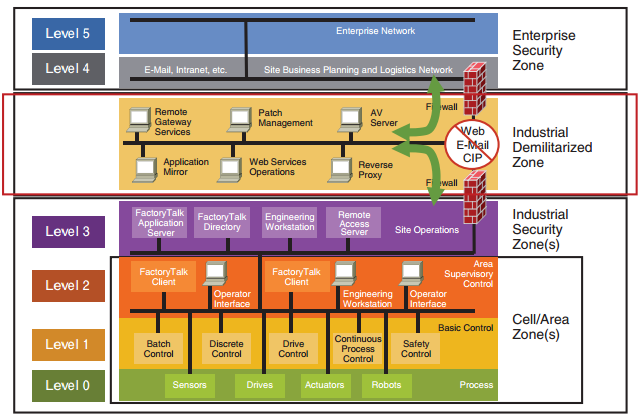 Level 5
Enterprise Network
Enterprise
Security
Zone
Level 4
E-Mail, Intranet, etc.
Site Business Planning and Logistics Network
Firewall
Remote
Gateway
Services
Patch
Management
AV
Server
Web
E-Mail
CIP
Industrial
Demilitarized
Zone
Application
Mirror
Web Services
Operations
Reverse
Proxy
Firewall
Level 3
FactoryTalk
Application
Server
FactoryTalk
Directory
Engineering
Workstation
Remote
Access
Server
Site Operations
Industrial
Security
Zone(s)
Level 2
FactoryTalk
Client
Operator
Interface
FactoryTalk
Client
Engineering
Workstation
Operator
Interface
Area
Supervisory
Control
Cell/Area
Zone(s)
Level 1
Basic Control
Batch
Control
Discrete
Control
Drive
Control
Continuous
Process
Control
Safety
Control
Level 0
Sensors
Drives
Actuators
Robots
Process